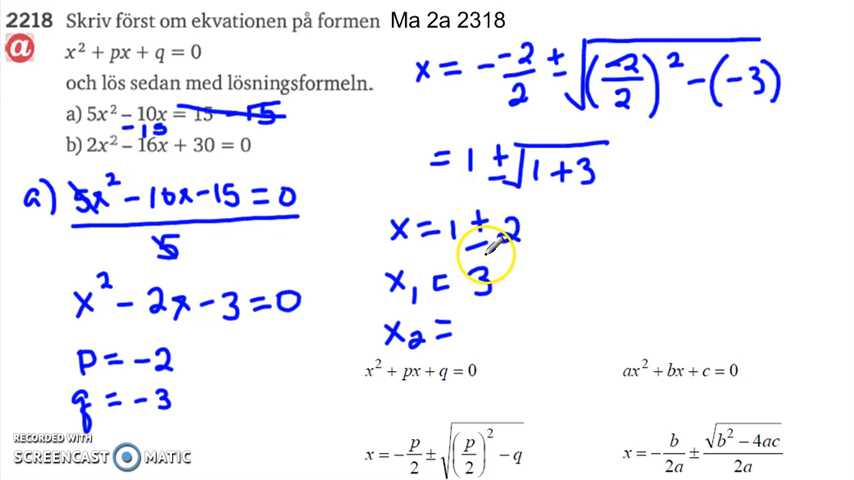 2218 Skriv först om ekvationen på formen Ma 2a 2318
a x² + px + q = 0
och lös sedan med lösningsformeln.
a) 5x² – 10x = 15 - 15
- 15
b) 2x² – 16x + 30 = 0
a) 5x² - 10x - 15 = 0
5
x² - 2x - 3 = 0
p = -2
q = -3
x = - -2/2 ± √(-2/2)² - (-3)
= 1 ± √1 + 3
x = 1 ± 2
x₁ = 3
x₂ =
x² + px + q = 0
x = -p/2 ± √(p/2)² - q
ax² + bx + c = 0
x = -b/2a ± √b² - 4ac/2a
RECORDED WITH
SCREENCAST MATIC